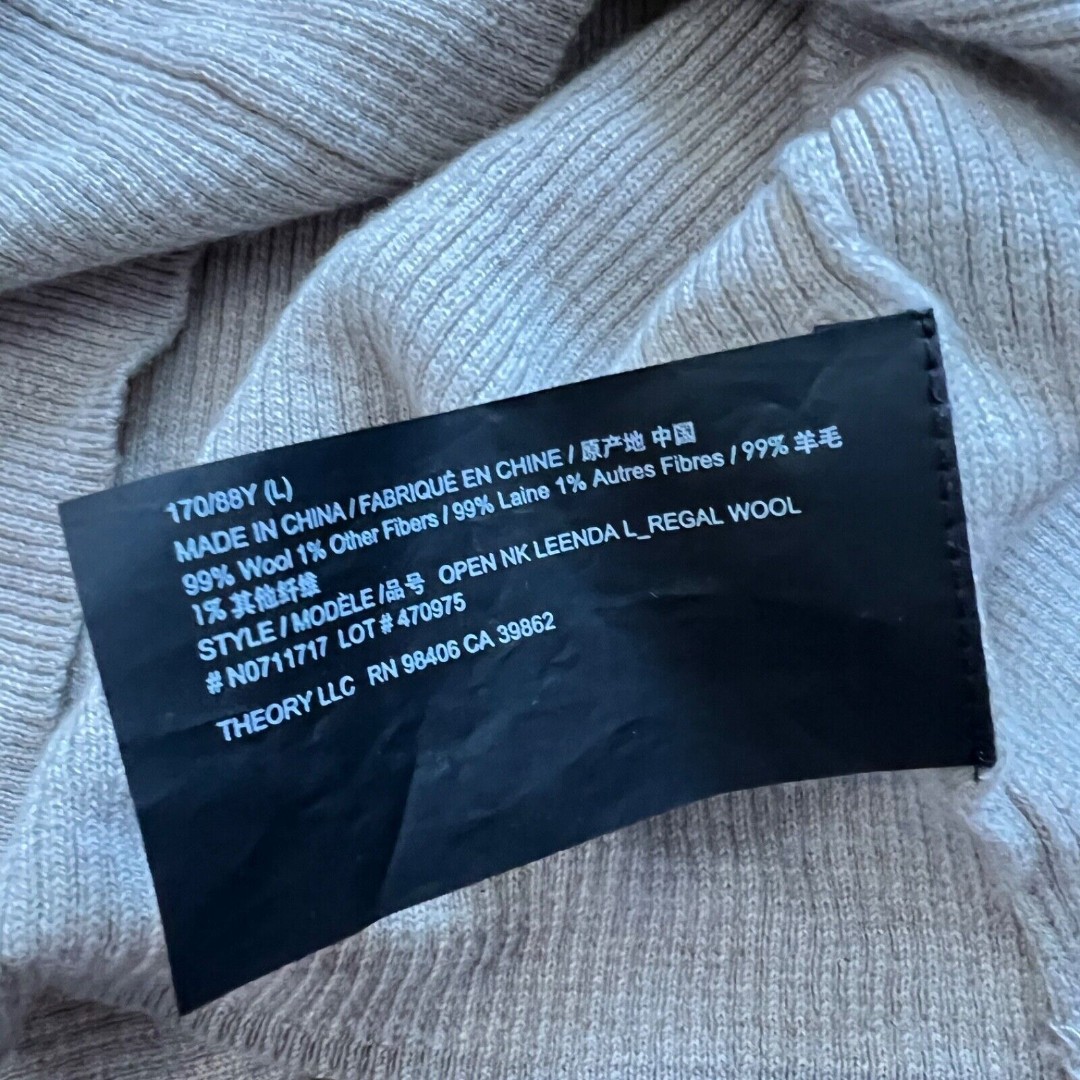 170/88Y (L)
MADE IN CHINA / FABRIQUÉ EN CHINE / 原产地 中国
99% Wool 1% Other Fibers / 99% Laine 1% Autres Fibres / 99% 羊毛
1% 其他纤维
STYLE / MODÈLE /品号 OPEN NK LEENDA L_REGAL WOOL
# N0711717 LOT # 470975
THEORY LLC RN 98406 CA 39862